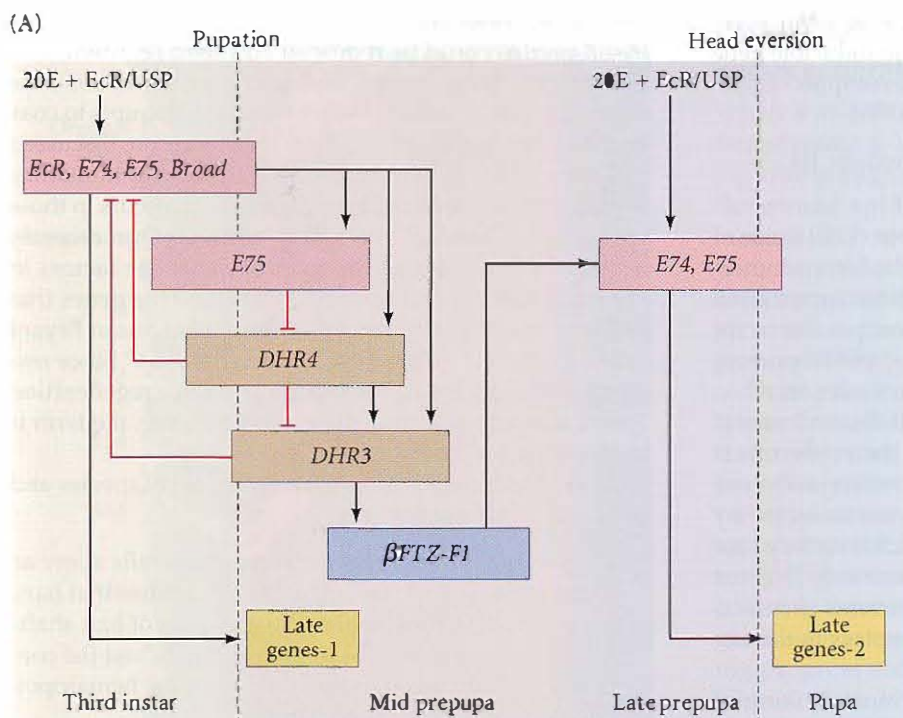 (A)
Pupation
Head eversion
20E + EcR/USP
20E + EcR/USP
EcR, E74, E75, Broad
E75
E74, E75
DHR4
DHR3
βFTZ-F1
Late
genes-1
Late
genes-2
Third instar
Mid prepupa
Late prepupa
Pupa